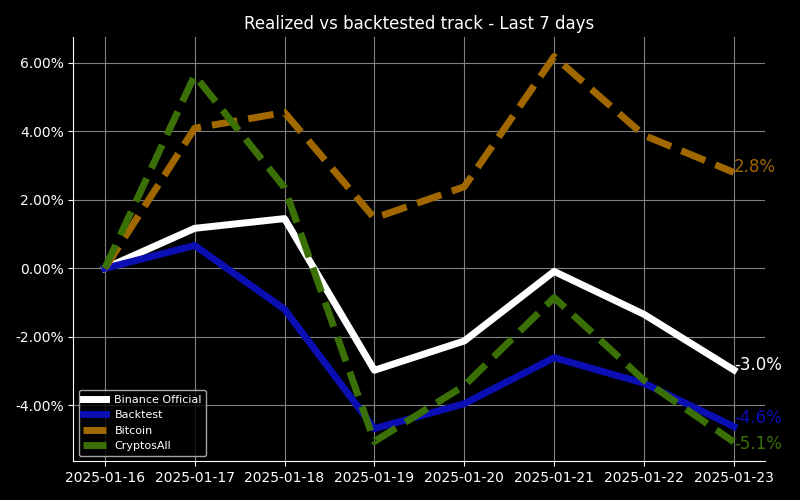 Realized vs backtested track - Last 7 days
6.00%
4.00%
2.00%
0.00%
-2.00%
-4.00%
2.8%
-3.0%
-4.6%
-5.1%
Binance Official
Backtest
Bitcoin
CryptosAll
2025-01-16 2025-01-17 2025-01-18 2025-01-19 2025-01-20 2025-01-21 2025-01-22 2025-01-23